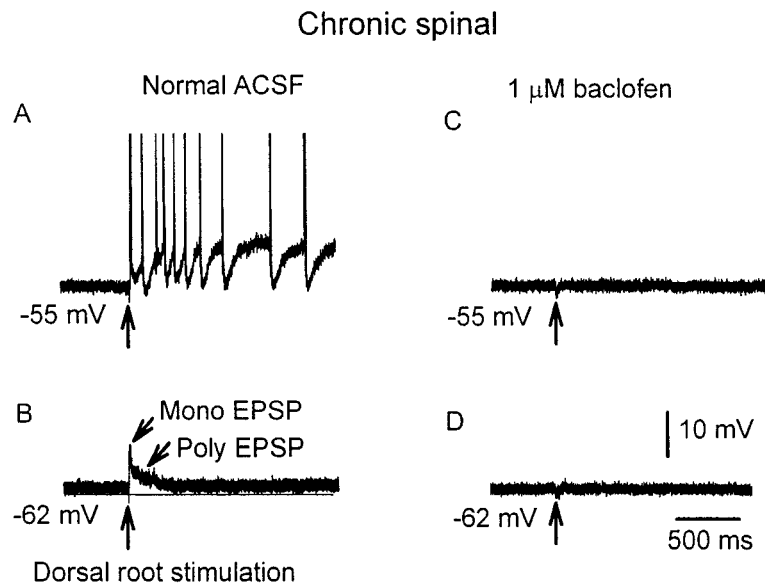 Chronic spinal
Normal ACSF
1 μM baclofen
A
C
-55 mV
-55 mV
B
Mono EPSP
Poly EPSP
D
10 mV
-62 mV
-62 mV
500 ms
Dorsal root stimulation